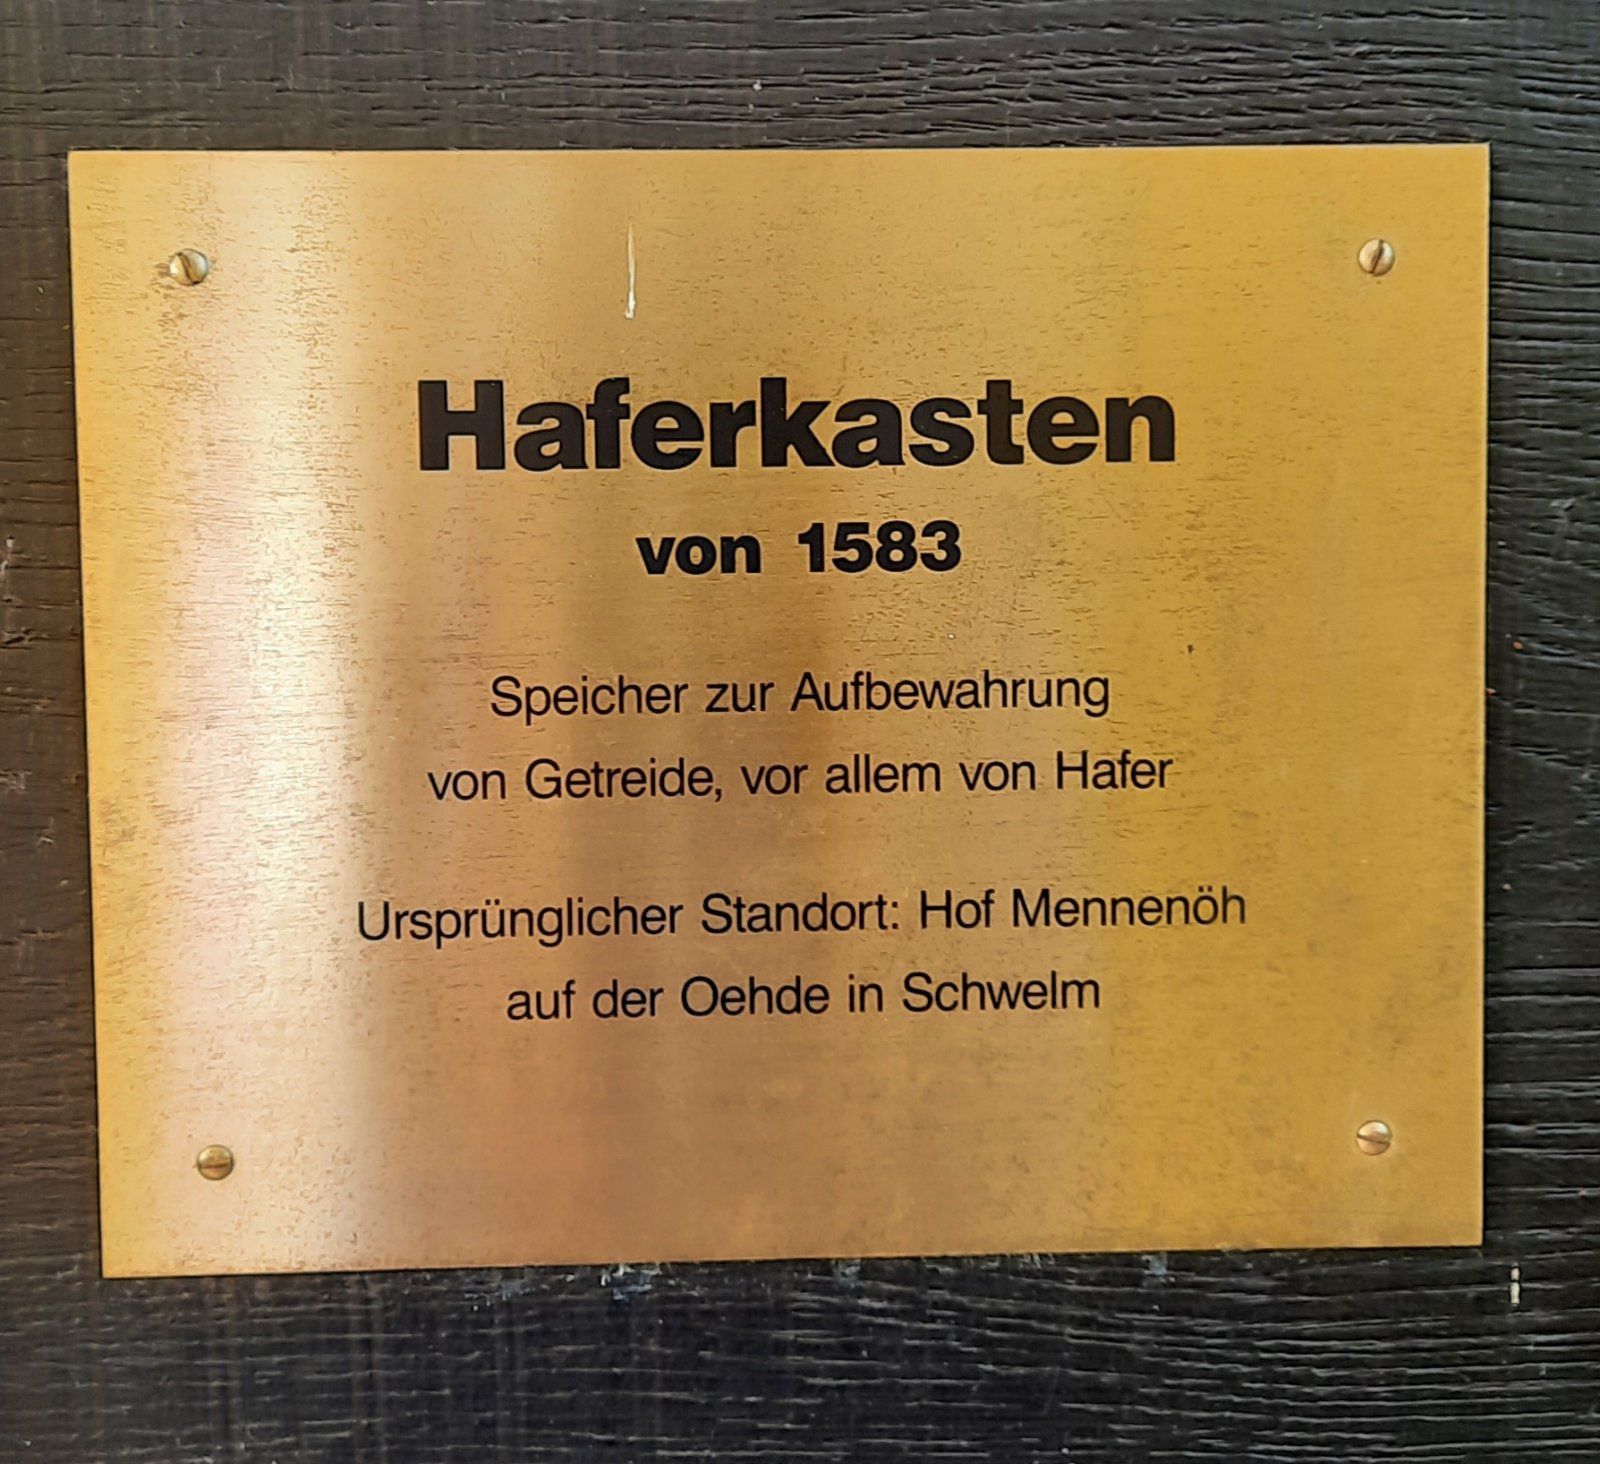 Haferkasten
von 1583
Speicher zur Aufbewahrung
von Getreide, vor allem von Hafer
Ursprünglicher Standort: Hof Mennenöh
auf der Oehde in Schwelm